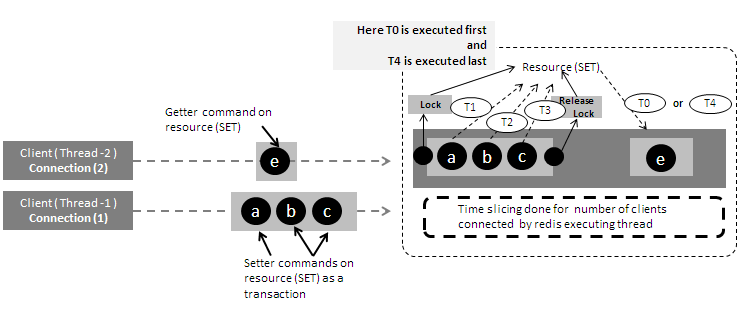 Here T0 is executed first
and
T4 is executed last
Resource (SET)
Lock
T1
T2
T3
Release
Lock
T0
or
T4
Getter command on
resource (SET)
Client ( Thread -2 )
Connection (2)
e
a
b
c
e
Client ( Thread -1 )
Connection (1)
a
b
c
Time slicing done for number of clients
connected by redis executing thread
Setter commands on
resource (SET) as a
transaction